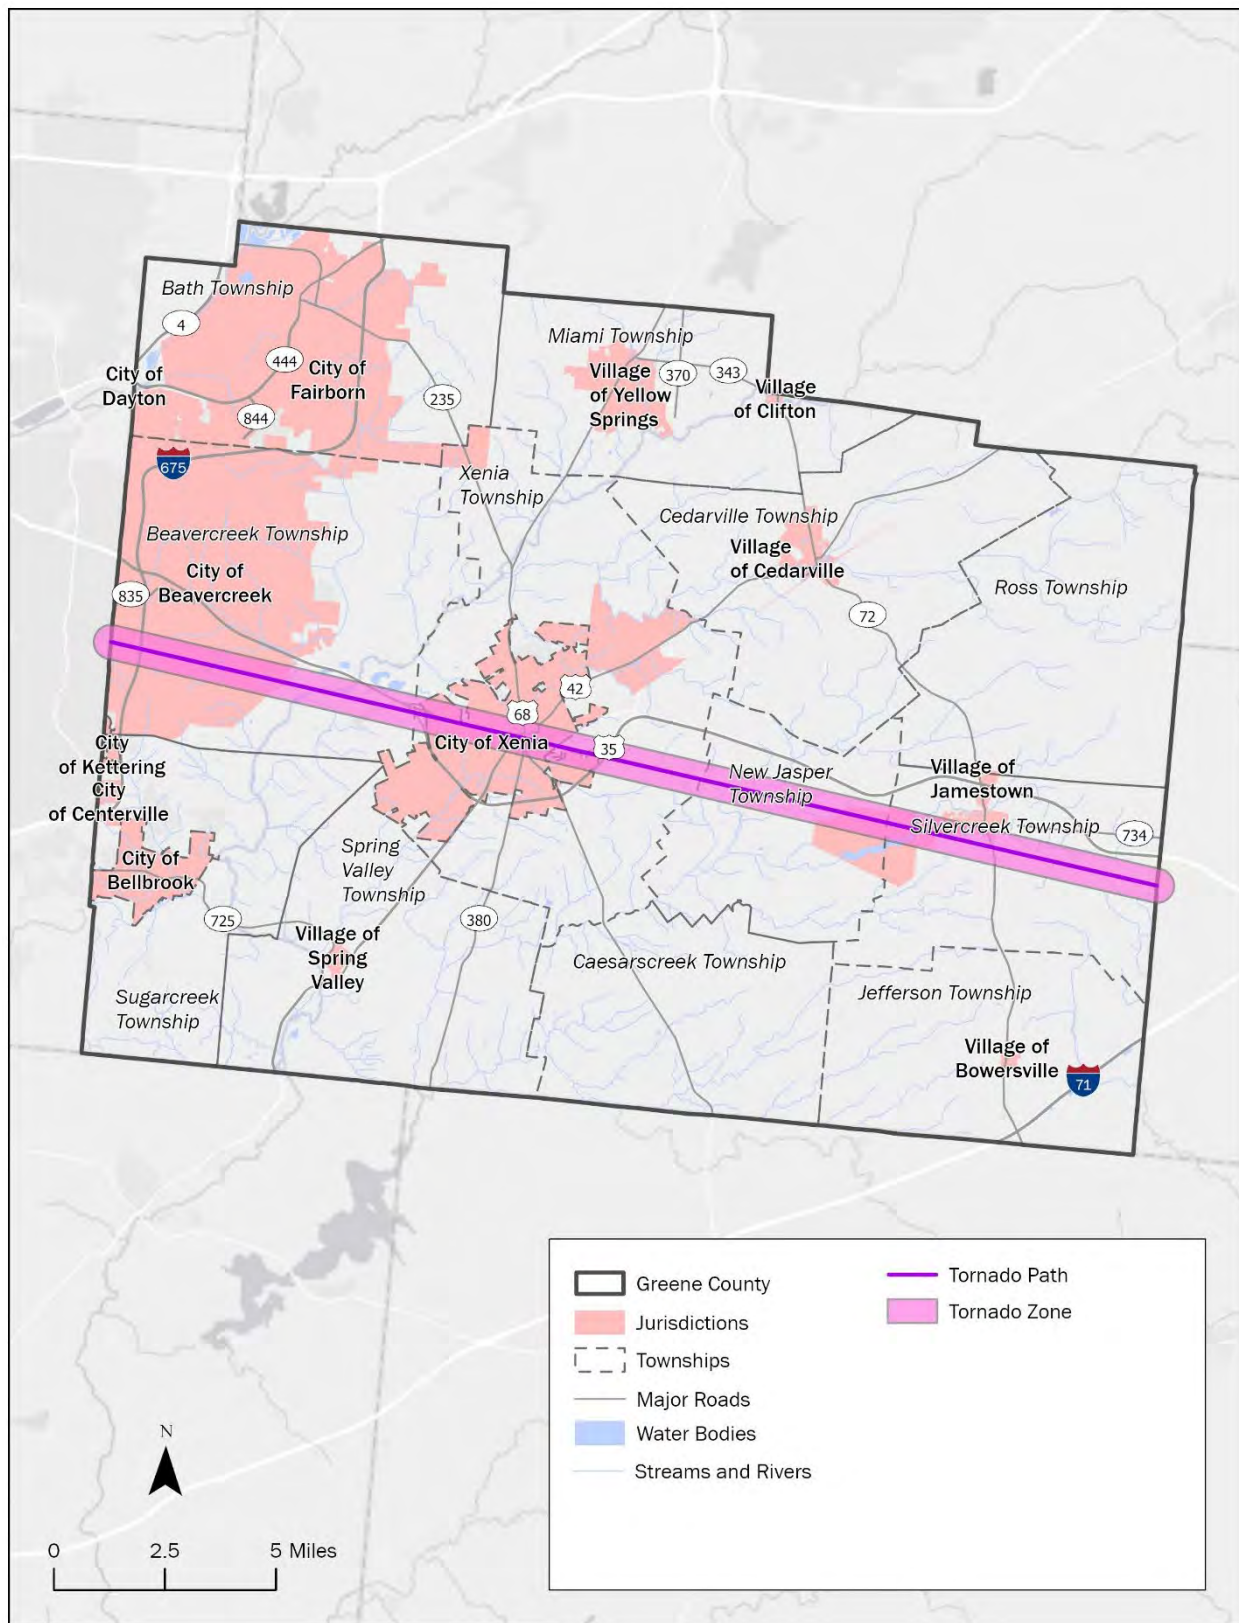 Bath Township
4
Miami Township
444
City of
Fairborn
City of
Dayton
844
235
Village
of Yellow
Springs
370
343
Village
of Clifton
675
Xenia
Township
Beavercreek Township
City of
Beavercreek
835
Cedarville Township
Village
of Cedarville
Ross Township
72
42
68
City of Xenia
35
City
of Kettering
City
of Centerville
New Jasper
Township
Village of
Jamestown
Silvercreek Township
734
City of
Bellbrook
Spring
Valley
Township
725
380
Village of
Spring
Valley
Caesarscreek Township
Jefferson Township
Sugarcreek
Township
Village of
Bowersville
71
Greene County
Jurisdictions
Townships
Major Roads
Water Bodies
Streams and Rivers
Tornado Path
Tornado Zone
N
0 2.5 5 Miles